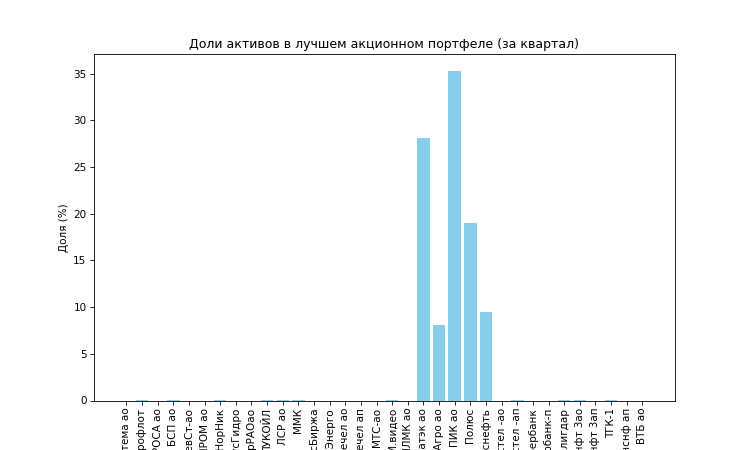 Доли активов в лучшем акционном портфеле (за квартал)
Доля (%)
35
30
25
20
15
10
5
0
тема ао
рофлот
РОСА ао
БСП ао
евСт-ао
ПРОМ ао
НорНик
сГидро
рРАОао
ЛУКОЙЛ
ЛСР ао
ММК
сБиржа
Энерго
ечел ао
ечел ап
МТС-ао
М.видео
ЛМК ао
атэк ао
Агро ао
ПИК ао
Полюс
снефть
стел -ао
стел -ап
ербанк
рбанк-п
лигдар
нфт 3ао
нфт 3ап
ТГК-1
нснф ап
ВТБ ао